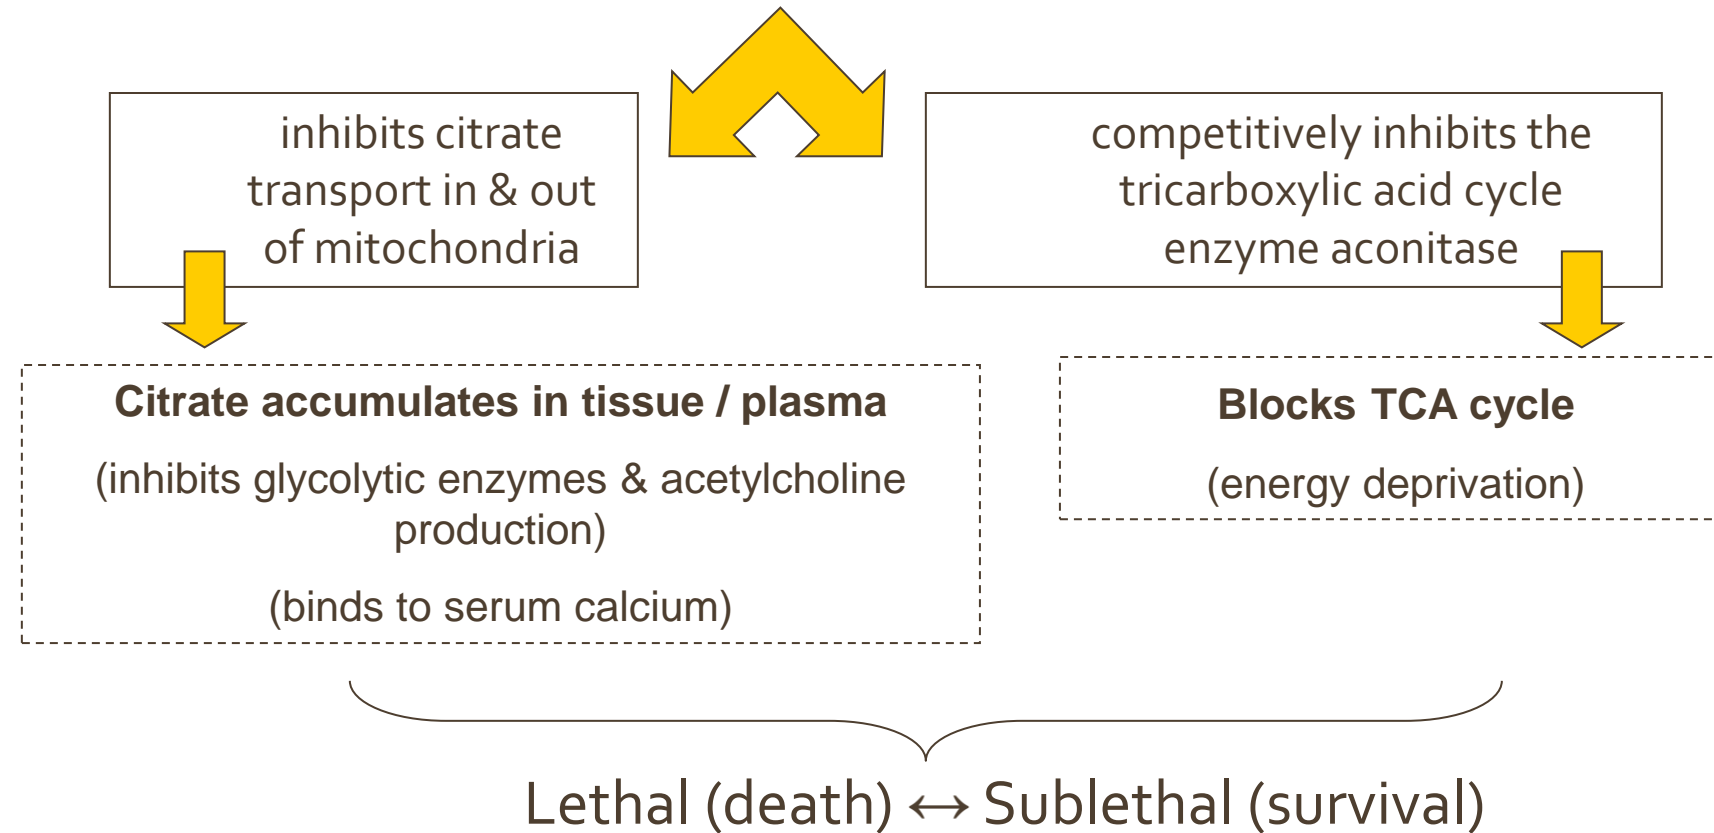 inhibits citrate
transport in & out
of mitochondria
competitively inhibits the
tricarboxylic acid cycle
enzyme aconitase
Citrate accumulates in tissue / plasma
(inhibits glycolytic enzymes & acetylcholine
production)
(binds to serum calcium)
Blocks TCA cycle
(energy deprivation)
Lethal (death) ↔ Sublethal (survival)